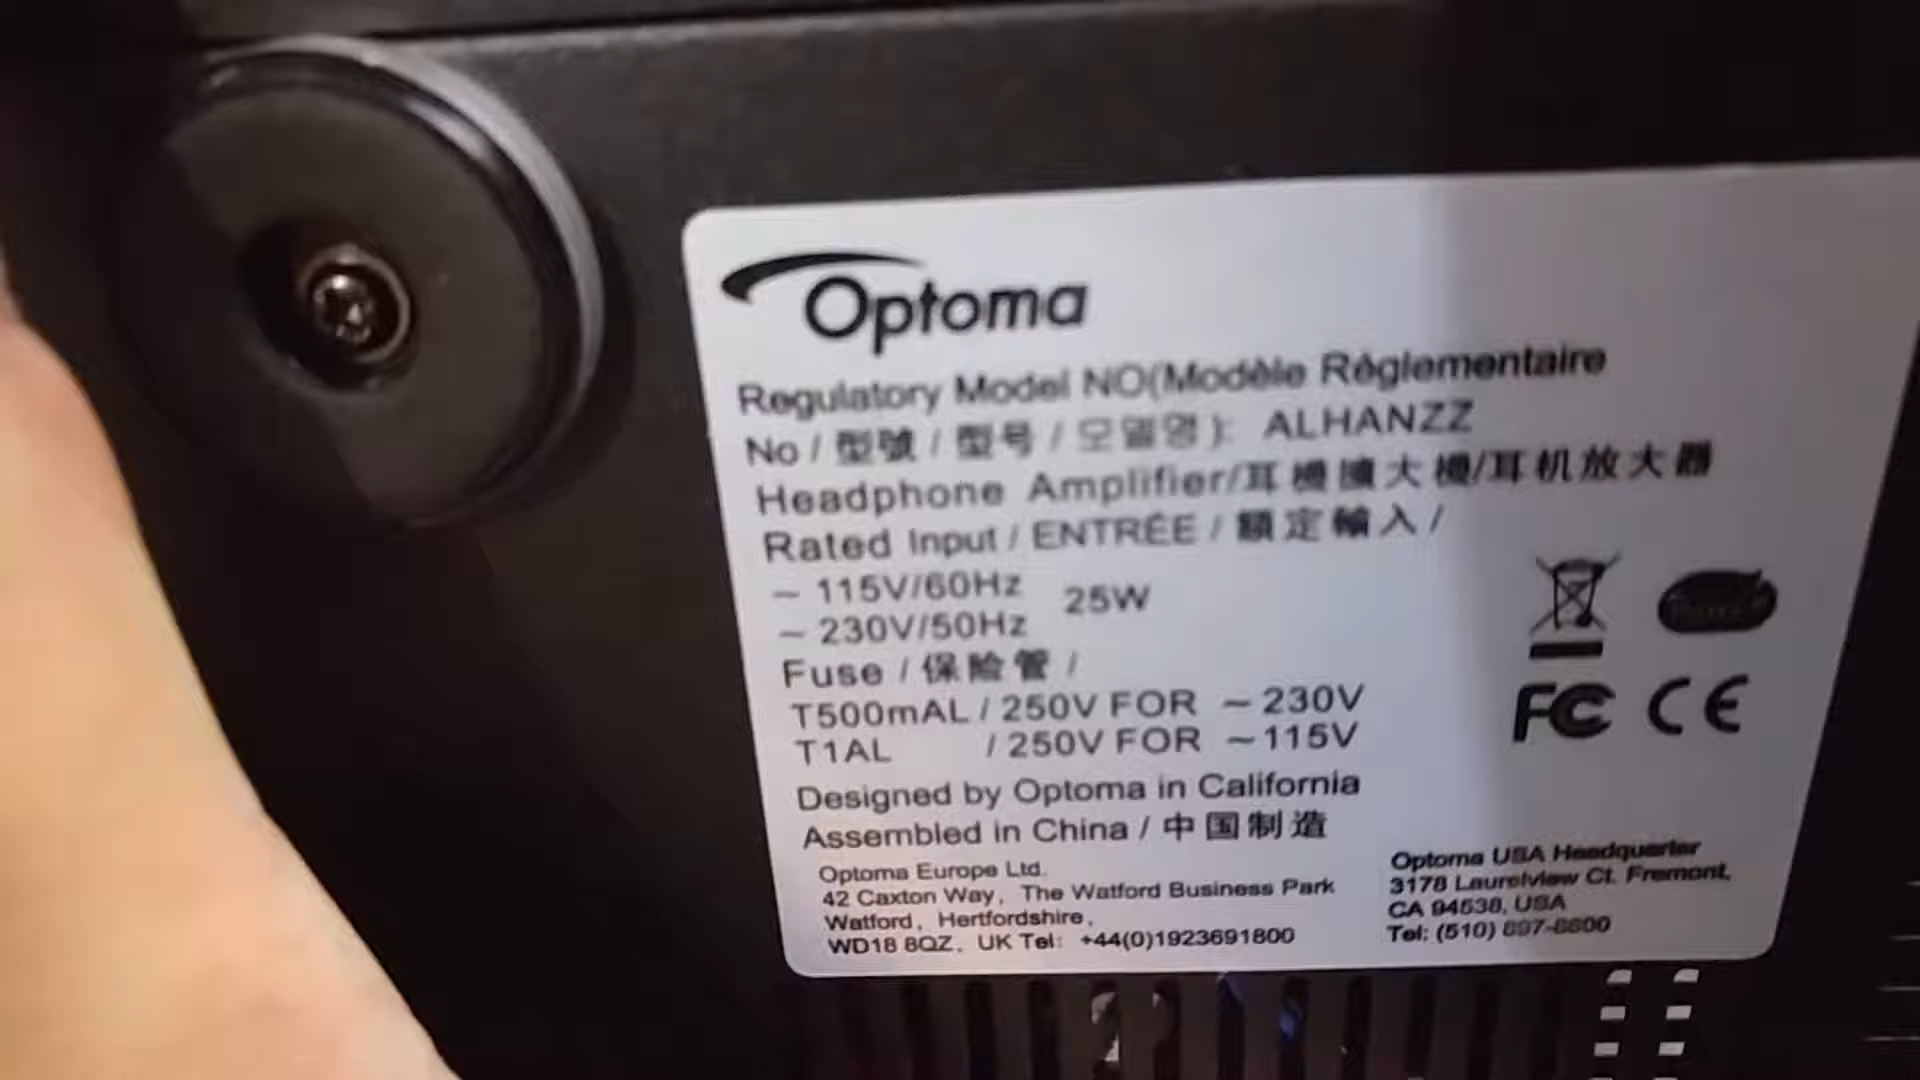 Optoma
Regulatory Model NO(Modèle Réglementaire
No / 型號 / 型号 / 모델명 ): ALHANZZ
Headphone Amplifier/耳機擴大機/耳机放大器
Rated Input / ENTRÉE / 額定輸入 /
~ 115V/60Hz 25W
~ 230V/50Hz
Fuse / 保險管 /
T500mAL / 250V FOR ~ 230V
T1AL / 250V FOR ~115V
FC CE
Designed by Optoma in California
Assembled in China / 中国制造
Optoma Europe Ltd.
42 Caxton Way, The Watford Business Park
Watford, Hertfordshire,
WD18 8QZ, UK Tel: +44(0)1923691800
Optoma USA Headquarter
3178 Laurelview Ct. Fremont,
CA 94538, USA
Tel: (510) 897-8600